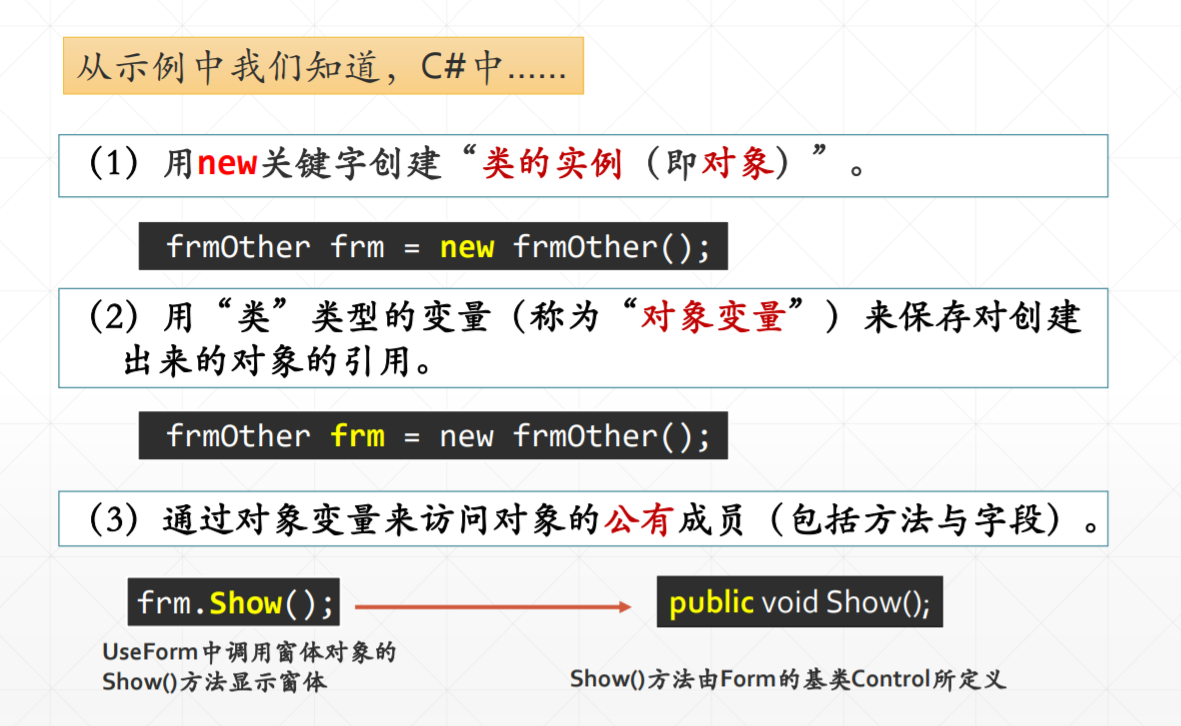 从示例中我们知道，C#中……
（1）用new关键字创建“类的实例（即对象）”。
frmOther frm = new frmOther();
（2）用“类”类型的变量（称为“对象变量”）来保存对创建
出来的对象的引用。
frmOther frm = new frmOther();
（3）通过对象变量来访问对象的公有成员（包括方法与字段）。
frm.Show();
public void Show();
UseForm中调用窗体对象的
Show()方法显示窗体
Show()方法由Form的基类Control所定义